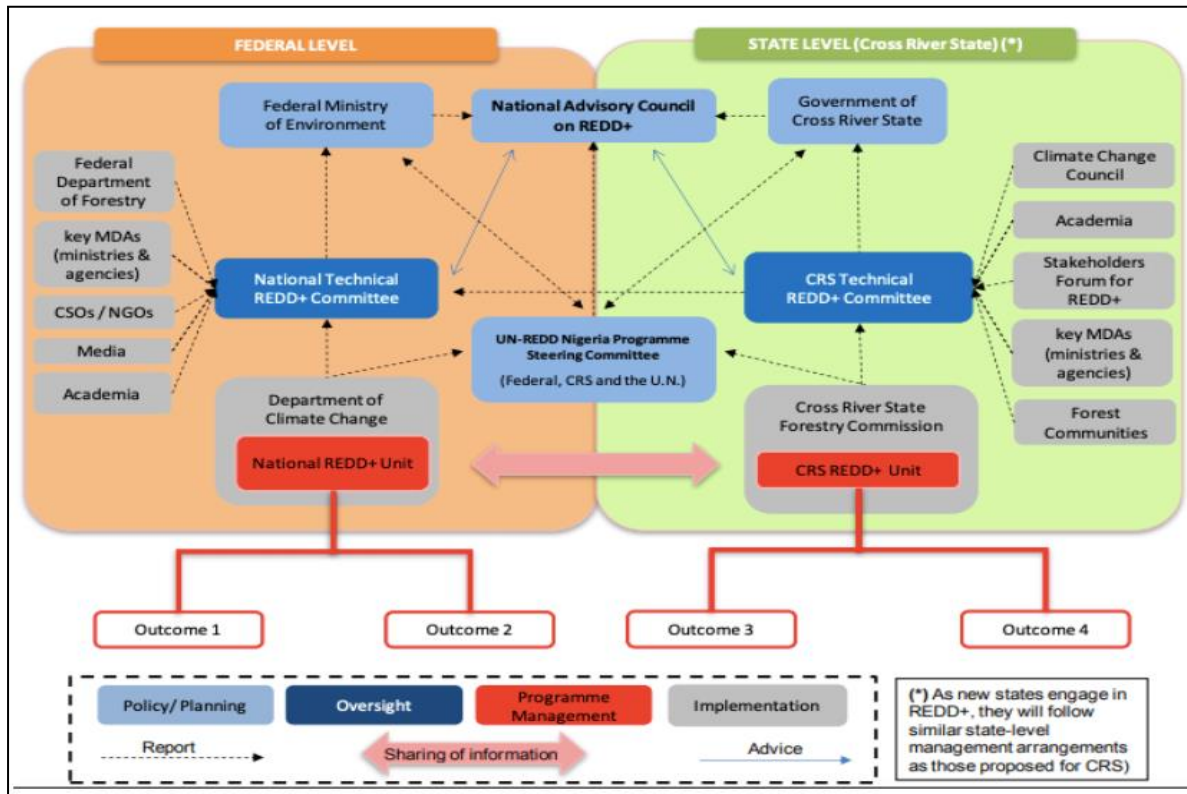 FEDERAL LEVEL
STATE LEVEL (Cross River State) (*)
Federal Ministry
of Environment
National Advisory Council
on REDD+
Government of
Cross River State
Federal
Department
of Forestry
key MDAs
(ministries &
agencies)
CSOs / NGOs
Media
Academia
National Technical
REDD+ Committee
CRS Technical
REDD+ Committee
Climate Change
Council
Academia
Stakeholders
Forum for
REDD+
key MDAs
(ministries &
agencies)
Forest
Communities
UN-REDD Nigeria Programme
Steering Committee
(Federal, CRS and the U.N.)
Department of
Climate Change
National REDD+ Unit
Cross River State
Forestry Commission
CRS REDD+ Unit
Outcome 1
Outcome 2
Outcome 3
Outcome 4
Policy/ Planning
Oversight
Programme
Management
Implementation
Report
Sharing of information
Advice
(*) As new states engage in
REDD+, they will follow
similar state-level
management arrangements
as those proposed for CRS)